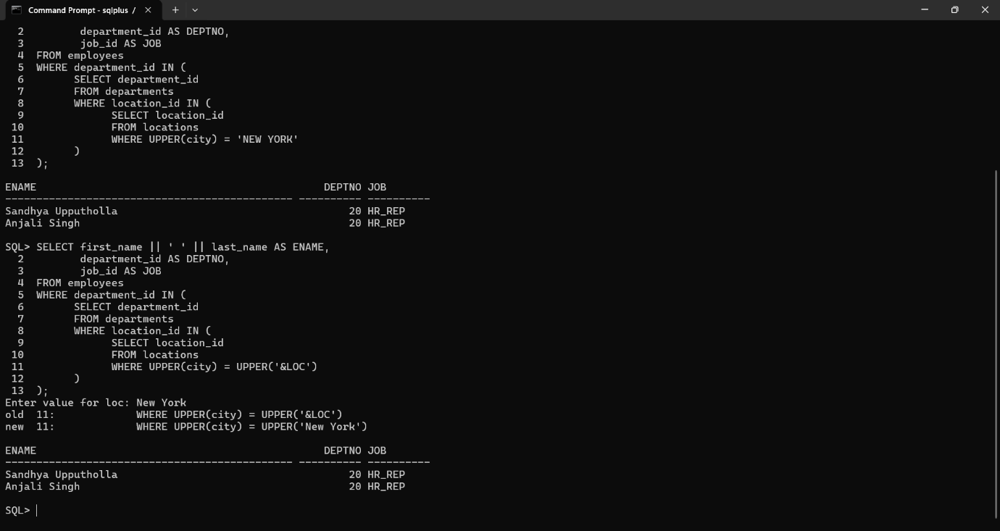 Command Prompt - sqlplus /
  2         department_id AS DEPTNO,
  3         job_id AS JOB
  4  FROM employees
  5  WHERE department_id IN (
  6        SELECT department_id
  7        FROM departments
  8        WHERE location_id IN (
  9              SELECT location_id
 10              FROM locations
 11              WHERE UPPER(city) = 'NEW YORK'
 12        )
 13  );
ENAME                                              DEPTNO JOB
---------------------------------------------- ---------- ----------
Sandhya Upputholla                                     20 HR_REP
Anjali Singh                                           20 HR_REP
SQL> SELECT first_name || ' ' || last_name AS ENAME,
  2         department_id AS DEPTNO,
  3         job_id AS JOB
  4  FROM employees
  5  WHERE department_id IN (
  6        SELECT department_id
  7        FROM departments
  8        WHERE location_id IN (
  9              SELECT location_id
 10              FROM locations
 11              WHERE UPPER(city) = UPPER('&LOC')
 12        )
 13  );
Enter value for loc: New York
old  11:             WHERE UPPER(city) = UPPER('&LOC')
new  11:             WHERE UPPER(city) = UPPER('New York')
ENAME                                              DEPTNO JOB
---------------------------------------------- ---------- ----------
Sandhya Upputholla                                     20 HR_REP
Anjali Singh                                           20 HR_REP
SQL>